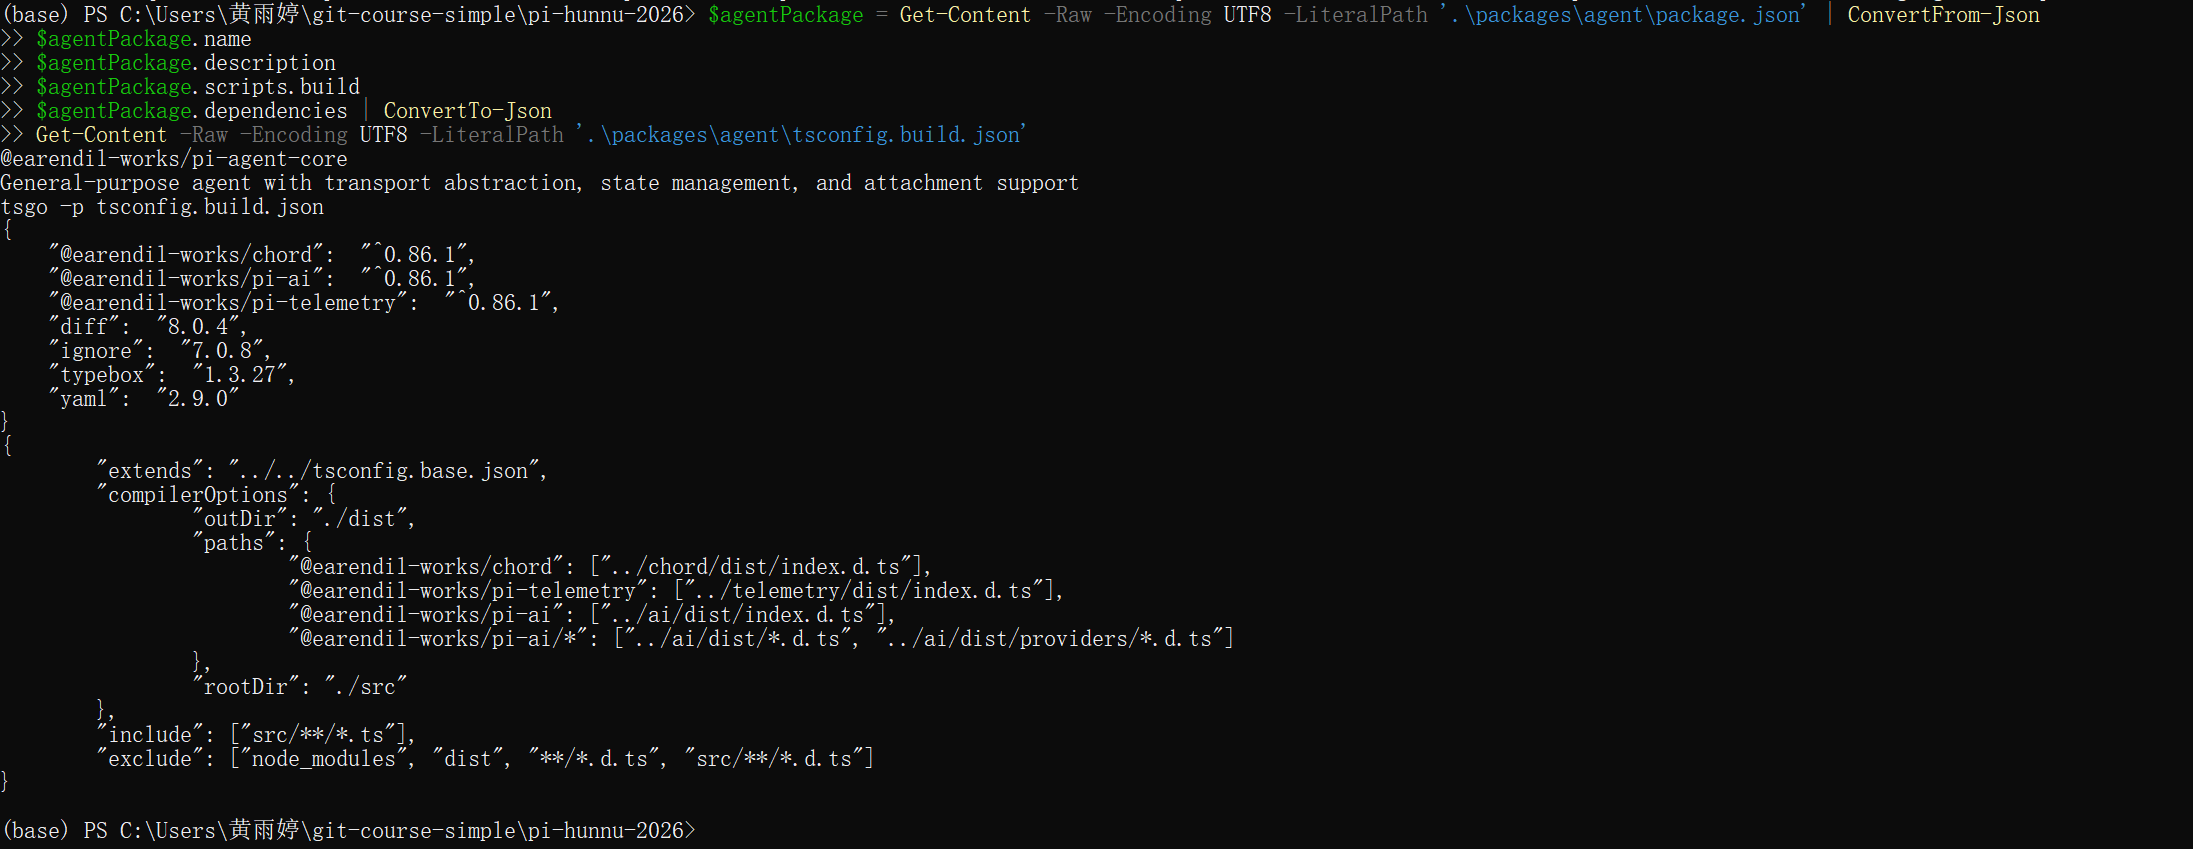 (base) PS C:\Users\黄雨婷\git-course-simple\pi-hunnu-2026> $agentPackage = Get-Content -Raw -Encoding UTF8 -LiteralPath '.\packages\agent\package.json' | ConvertFrom-Json
>> $agentPackage.name
>> $agentPackage.description
>> $agentPackage.scripts.build
>> $agentPackage.dependencies | ConvertTo-Json
>> Get-Content -Raw -Encoding UTF8 -LiteralPath '.\packages\agent\tsconfig.build.json'
@earendil-works/pi-agent-core
General-purpose agent with transport abstraction, state management, and attachment support
tsgo -p tsconfig.build.json
{
    "@earendil-works/chord":  "^0.86.1",
    "@earendil-works/pi-ai":  "^0.86.1",
    "@earendil-works/pi-telemetry":  "^0.86.1",
    "diff":  "8.0.4",
    "ignore":  "7.0.8",
    "typebox":  "1.3.27",
    "yaml":  "2.9.0"
}
{
        "extends": "../../tsconfig.base.json",
        "compilerOptions": {
                "outDir": "./dist",
                "paths": {
                        "@earendil-works/chord": ["../chord/dist/index.d.ts"],
                        "@earendil-works/pi-telemetry": ["../telemetry/dist/index.d.ts"],
                        "@earendil-works/pi-ai": ["../ai/dist/index.d.ts"],
                        "@earendil-works/pi-ai/*": ["../ai/dist/*.d.ts", "../ai/dist/providers/*.d.ts"]
                },
                "rootDir": "./src"
        },
        "include": ["src/**/*.ts"],
        "exclude": ["node_modules", "dist", "**/*.d.ts", "src/**/*.d.ts"]
}
(base) PS C:\Users\黄雨婷\git-course-simple\pi-hunnu-2026>